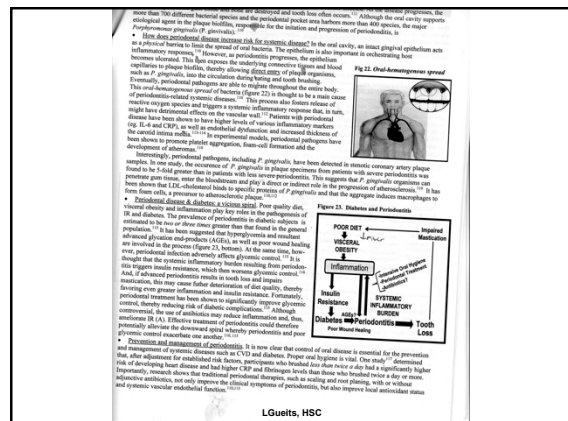 more than 700 different bacterial species and the periodontal pocket area harbors more than 400 species, the major
etiological agent in the plaque biofilm, responsible for the initiation and progression of periodontitis, is
Porphyromonas gingivalis (P. gingivalis).
• How does periodontal disease increase risk for systemic disease? In the oral cavity, an intact gingival epithelium acts
as a physical barrier to limit the spread of oral bacteria. The epithelium is also important in orchestrating host
inflammatory responses. However, as periodontitis progresses, the epithelium
becomes ulcerated. This then exposes the underlying connective tissues and blood
capillaries to plaque biofilm, thereby allowing direct entry of plaque organisms,
such as P. gingivalis, into the circulation during eating and tooth brushing.
Eventually, periodontal pathogens are able to migrate throughout the entire body.
This oral-hematogenous spread of bacteria (figure 22) is thought to be a main cause
of periodontitis-related systemic diseases. This process also fosters release of
reactive oxygen species and triggers a systemic inflammatory response that, in turn,
might have detrimental effects on the vascular wall. Patients with periodontal
disease have been shown to have higher levels of various inflammatory markers
(eg, IL-6 and CRP), as well as endothelial dysfunction and increased thickness of
the carotid intima media. In experimental models, periodontal pathogens have
been shown to promote platelet aggregation, foam-cell formation and the
development of atheromas.
Fig 22. Oral-hematogenous spread
Interestingly, periodontal pathogens, including P. gingivalis, have been detected in stenotic coronary artery plaque
samples. In one study, the occurence of P. gingivalis in plaque specimens from patients with severe periodontitis was
found to be 5-fold greater than in patients with less severe periodontitis. This suggests that P. gingivalis organisms can
penetrate gum tissue, enter the bloodstream and play a direct or indirect role in the progression of atherosclerosis. It has
been shown that LDL-cholesterol binds to specific proteins of P. gingivalis and that the aggregate induces macrophages to
form foam cells, a precursor to atherosclerotic plaque.
• Periodontal disease & diabetes: a vicious spiral. Poor quality diet,
visceral obesity and inflammation play key roles in the pathogenesis of
IR and diabetes. The prevalence of periodontitis in diabetic subjects is
estimated to be two or three times greater than that found in the general
population. It has been suggested that hyperglycemia and resultant
advanced glycation end-products (AGEs), as well as poor wound healing
are involved in the process (figure 23, bottom). At the same time, how-
ever, periodontal infection adversely affects glycemic control. It is
thought that the systemic inflammatory burden resulting from periodon-
titis triggers insulin resistance, which then worsens glycemic control.
And, if advanced periodontitis results in tooth loss and impairs
mastication, this may cause further deterioration of diet quality, thereby
favoring even greater inflammation and insulin resistance. Fortunately,
periodontal treatment has been shown to significantly improve glycemic
control, thereby reducing risk of diabetic complications. Although
controversial, the use of antibiotics may reduce inflammation and, thus,
ameliorate IR (A). Effective treatment of periodontitis could therefore
potentially alleviate the downward spiral whereby periodontitis and poor
glycemic control exacerbate one another.
Figure 23. Diabetes and Periodontitis
POOR DIET
Impaired
Mastication
VISCERAL
OBESITY
Inflammation
Intensive Oral Hygiene
Periodontal Treatment
Antibiotics?
Insulin
Resistance
SYSTEMIC
INFLAMMATORY
BURDEN
AGEs?
Diabetes
Periodontitis
Tooth
Loss
Poor Wound Healing
• Prevention and management of periodontitis. It is now clear that control of oral disease is essential for the prevention
and management of systemic diseases such as CVD and diabetes. Proper oral hygiene is vital. One study determined
that, after adjustment for established risk factors, participants who brushed less than twice a day had a significantly higher
risk of developing heart disease and had higher CRP and fibrinogen levels than those who brushed twice a day or more.
Importantly, research shows that traditional periodontal therapies, such as scaling and root planing, with or without
adjunctive antibiotics, not only improve the clinical symptoms of periodontitis, but also improve local antioxidant status
and systemic vascular endothelial function.
LGueits, HSC